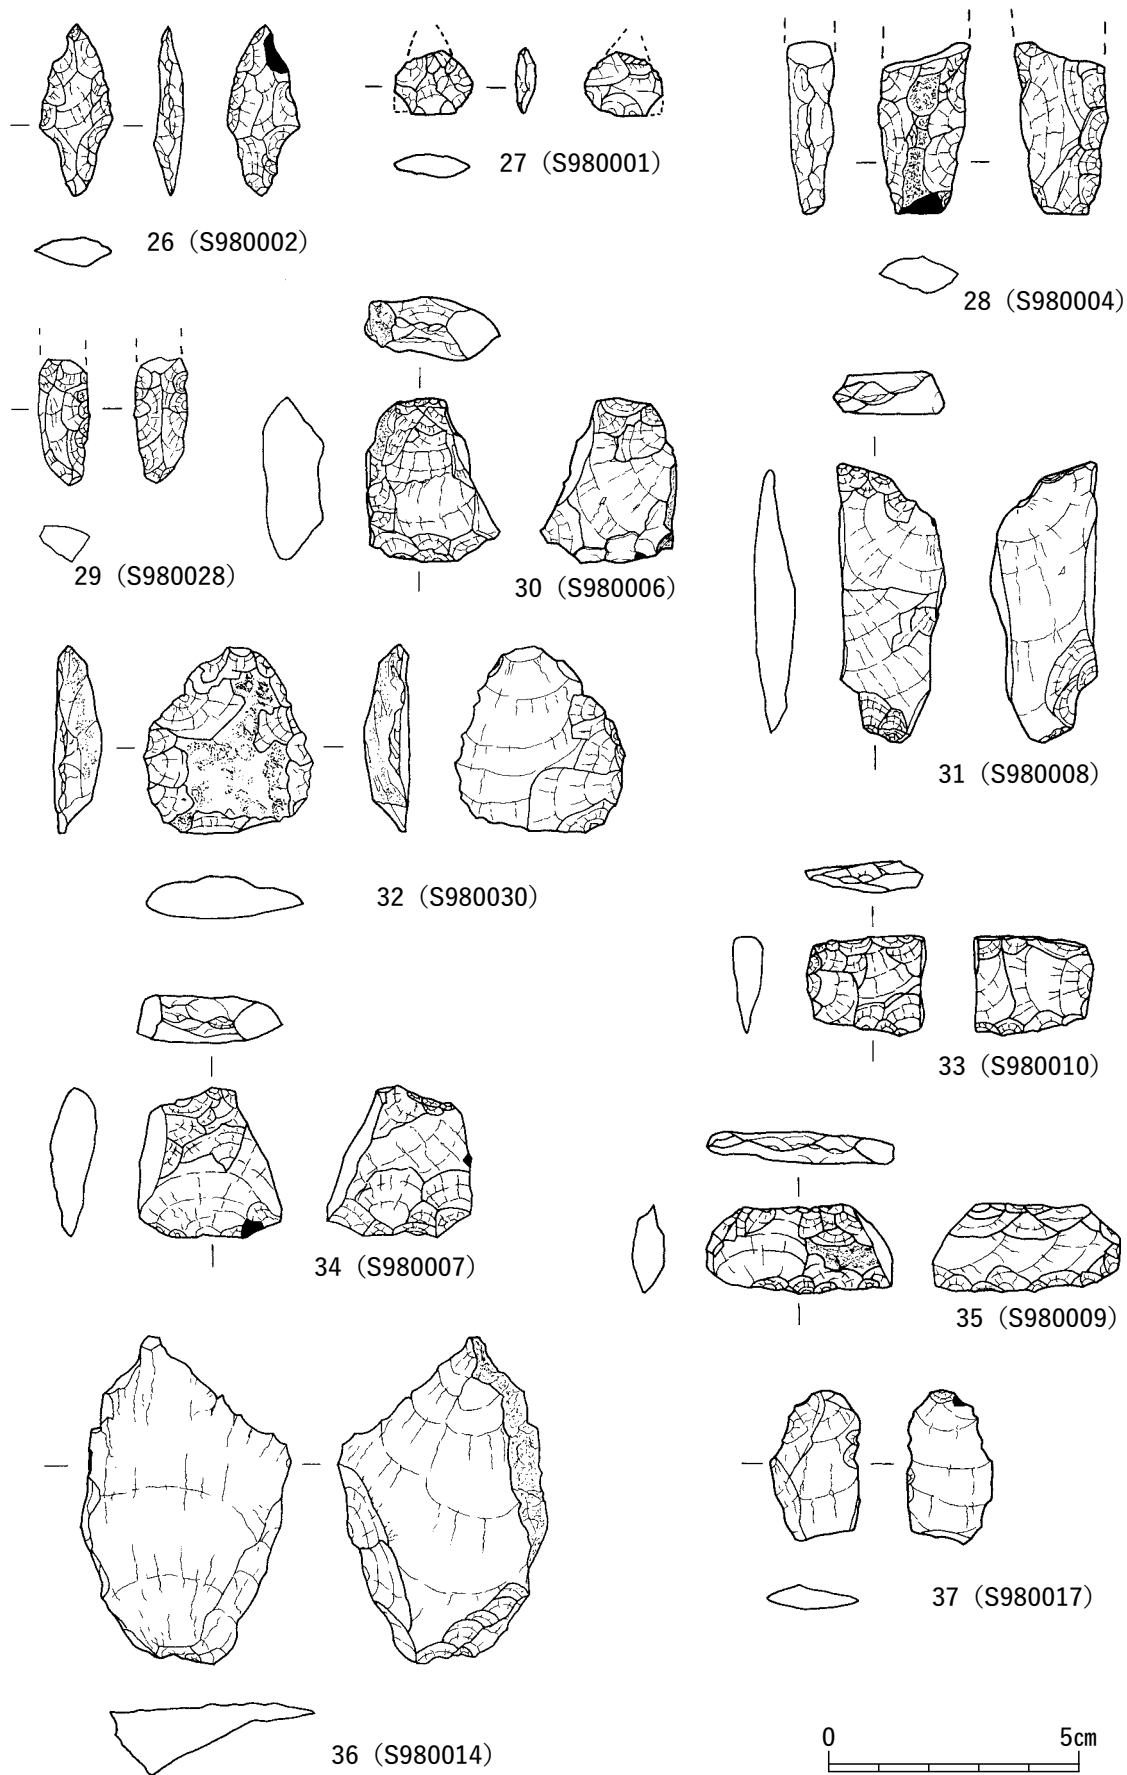 26（S980002）
27（S980001）
28（S980004）
29（S980028）
30（S980006）
31（S980008）
32（S980030）
33（S980010）
34（S980007）
35（S980009）
36（S980014）
37（S980017）
0 5cm